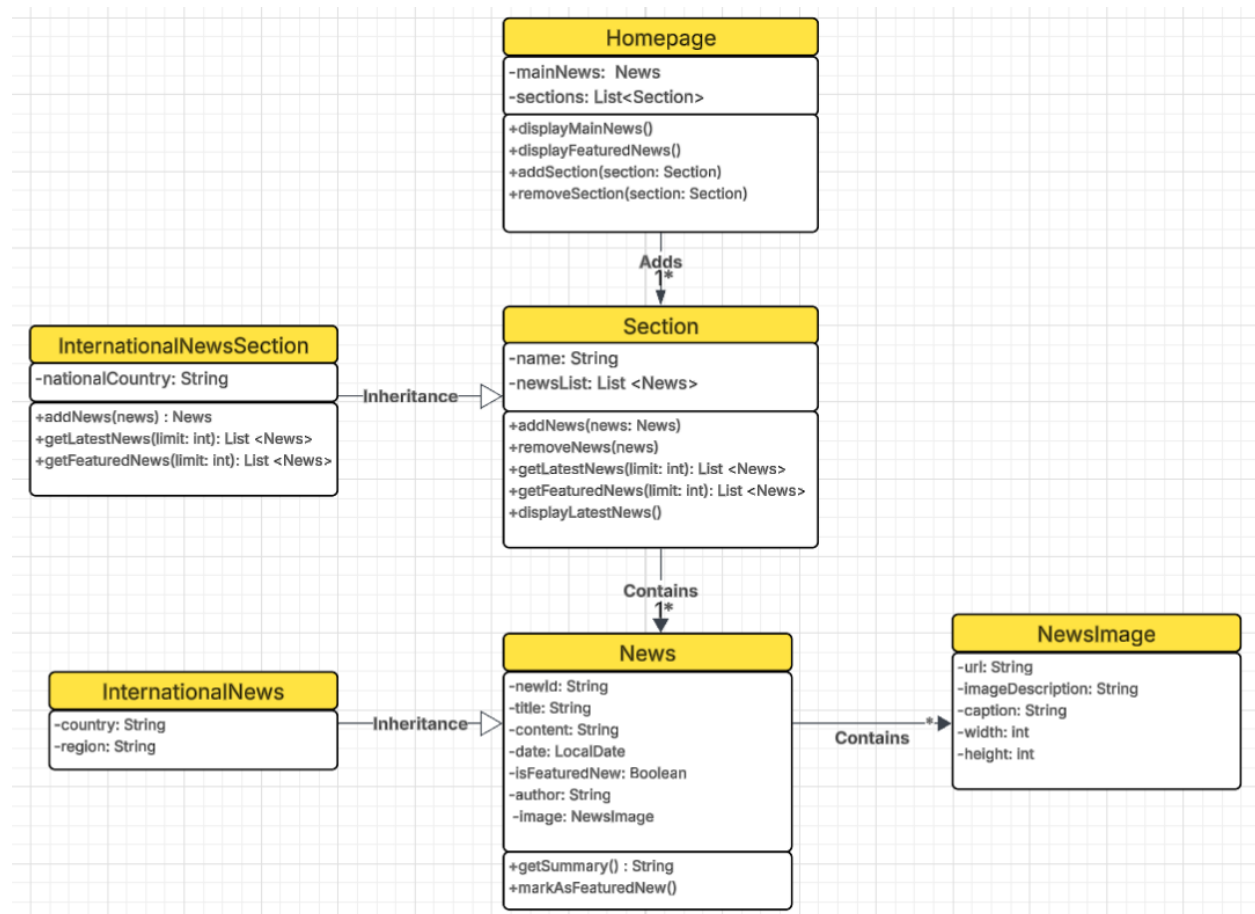 Homepage
-mainNews: News
-sections: List<Section>
+displayMainNews()
+displayFeaturedNews()
+addSection(section: Section)
+removeSection(section: Section)
Adds
1*
Section
-name: String
-newsList: List <News>
+addNews(news: News)
+removeNews(news)
+getLatestNews(limit: int): List <News>
+getFeaturedNews(limit: int): List <News>
+displayLatestNews()
InternationalNewsSection
-nationalCountry: String
+addNews(news) : News
+getLatestNews(limit: int): List <News>
+getFeaturedNews(limit: int): List <News>
Inheritance
Contains
1*
News
-newId: String
-title: String
-content: String
-date: LocalDate
-isFeaturedNew: Boolean
-author: String
-image: NewsImage
+getSummary() : String
+markAsFeaturedNew()
InternationalNews
-country: String
-region: String
Inheritance
Contains
*
NewsImage
-url: String
-imageDescription: String
-caption: String
-width: int
-height: int